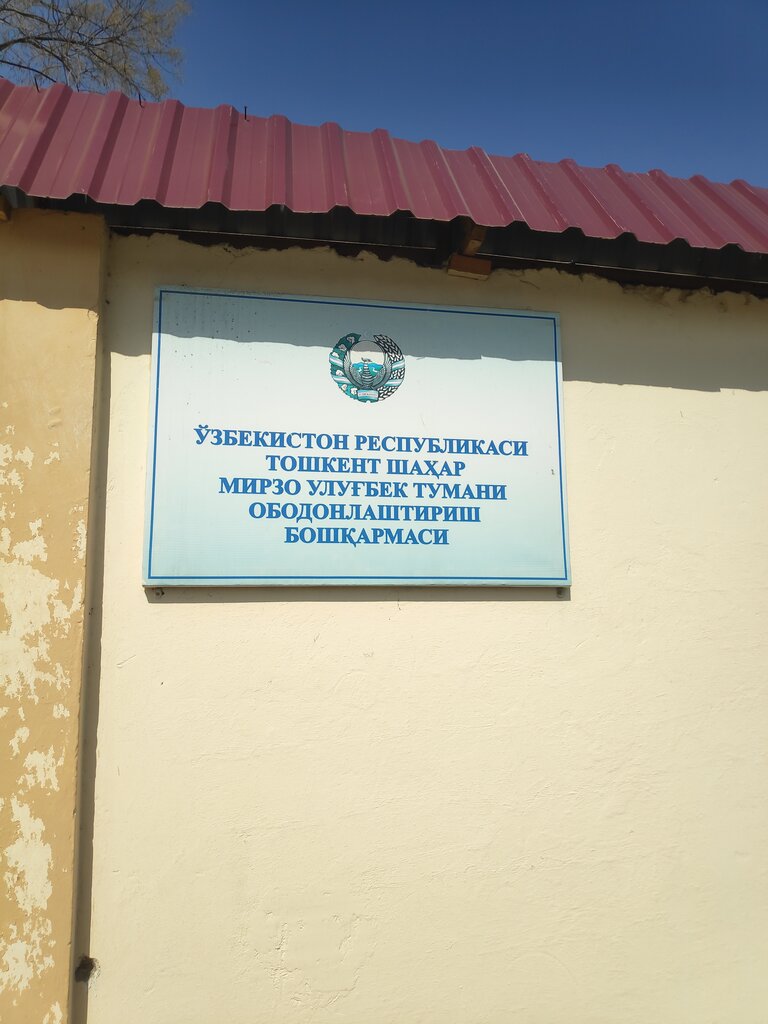 ЎЗБЕКИСТОН РЕСПУБЛИКАСИ
ТОШКЕНТ ШАҲАР
МИРЗО УЛУҒБЕК ТУМАНИ
ОБОДОНЛАШТИРИШ
БОШҚАРМАСИ